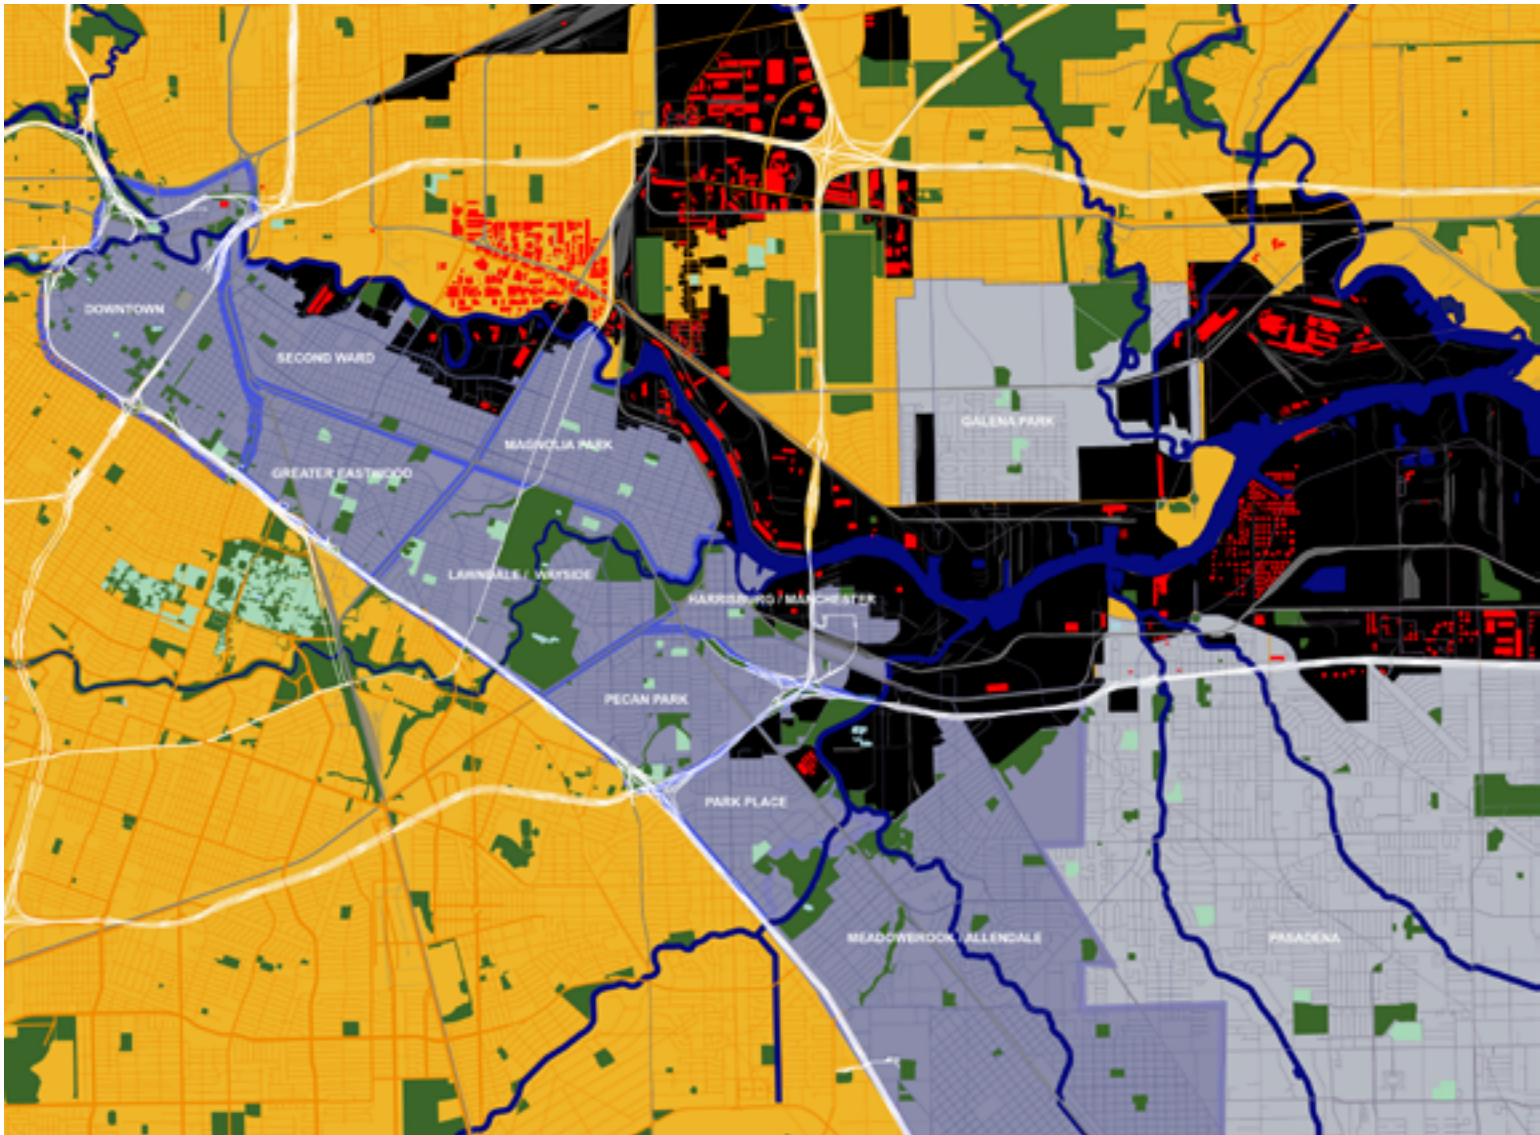 DOWNTOWN
SECOND WARD
GALENA PARK
MAGNOLIA PARK
GREATER EASTWOOD
LAWNDALE / WAYSIDE
HARRISBURG / MANCHESTER
PECAN PARK
PARK PLACE
MEADOWBROOK / ALLENDALE
PASADENA